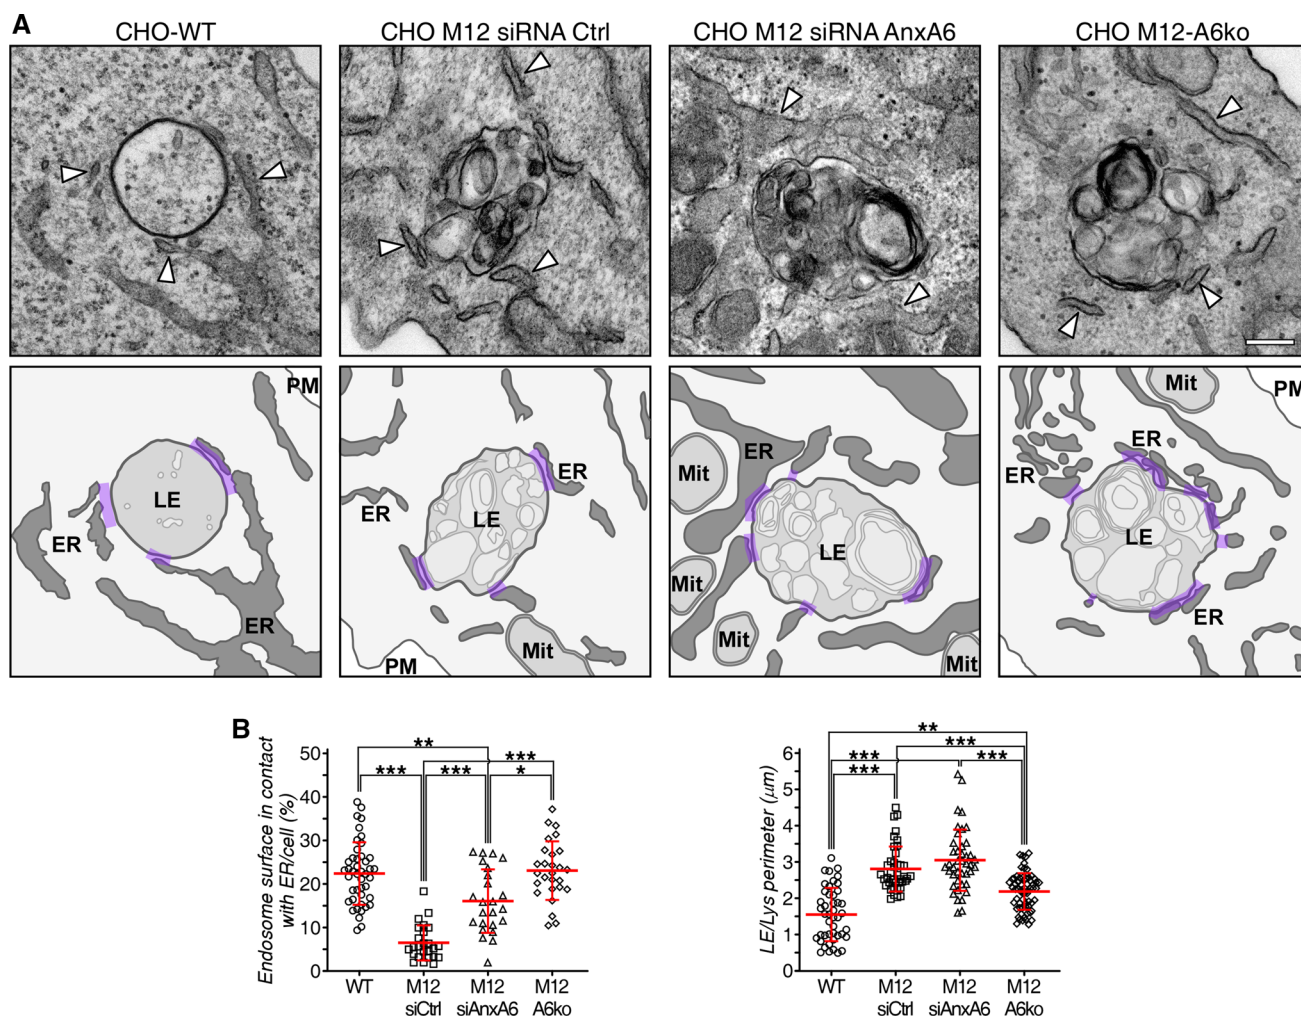 A
CHO-WT
CHO M12 siRNA Ctrl
CHO M12 siRNA AnxA6
CHO M12-A6ko
PM
LE
ER
ER
ER
LE
ER
PM
Mit
Mit
ER
Mit
LE
Mit
Mit
Mit
PM
ER
ER
LE
ER
B
Endosome surface in contact
with ER/cell (%)
50
40
30
20
10
0
**
***
***
***
*
WT
M12
siCtrl
M12
siAnxA6
M12
A6ko
LE/Lys perimeter (μm)
6
5
4
3
2
1
0
**
***
***
***
***
WT
M12
siCtrl
M12
siAnxA6
M12
A6ko